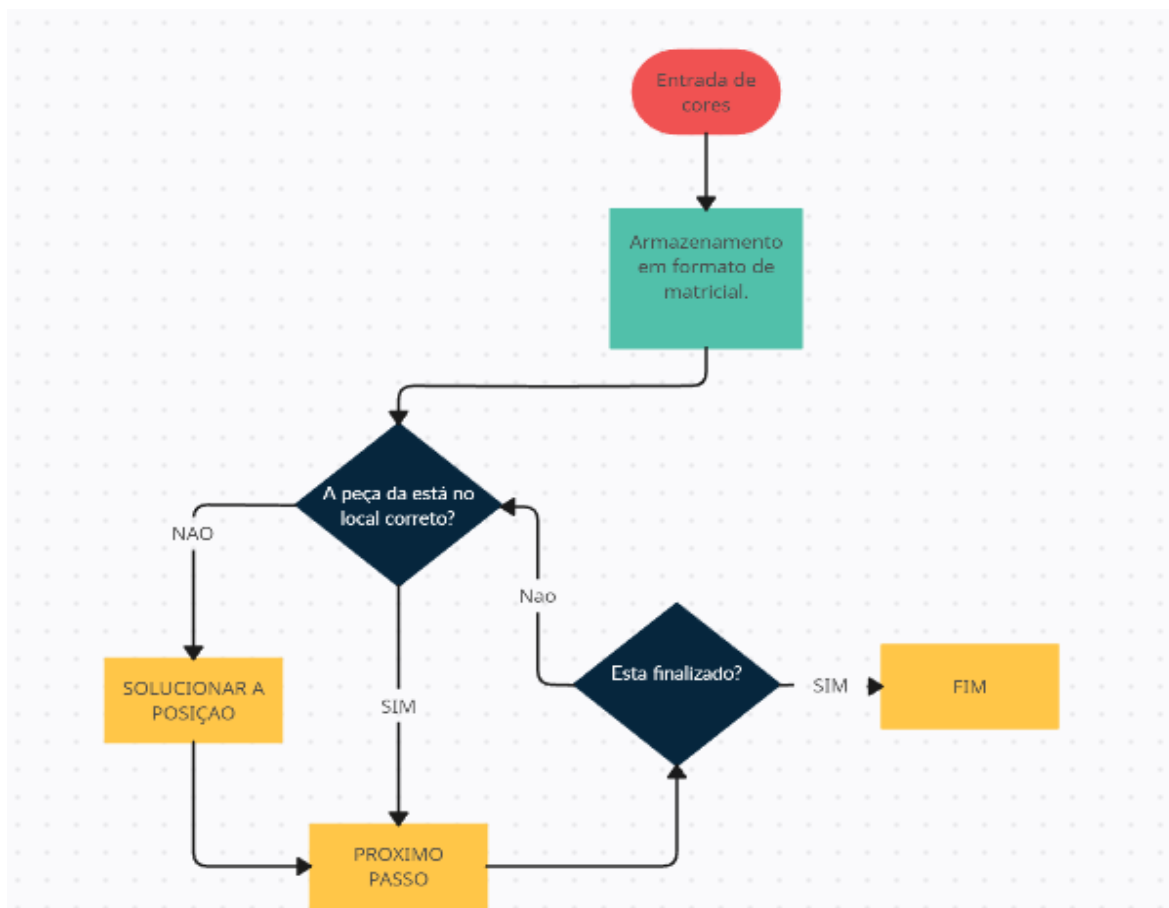 Entrada de
cores
Armazenamento
em formato de
matricial.
A peça da está no
local correto?
NAO
Nao
Esta finalizado?
SIM
FIM
SOLUCIONAR A
POSIÇAO
SIM
PROXIMO
PASSO